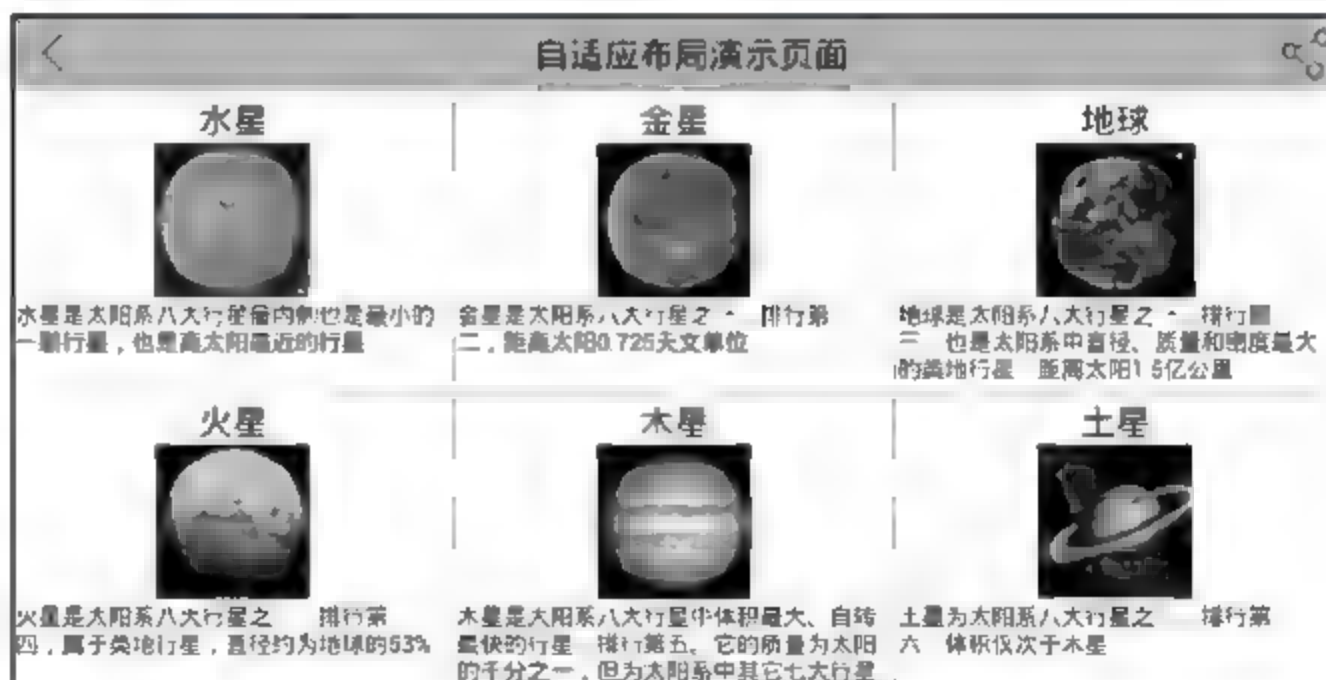 自适应布局演示页面
水星
金星
地球
水星是太阳系八大行星最内侧也是最小的
一颗行星，也是离太阳最近的行星
金星是太阳系八大行星之一 排行第
二，距离太阳0.725天文单位
地球是太阳系八大行星之一 排行第
三 也是太阳系中直径、质量和密度最大
的类地行星 距离太阳1.5亿公里
火星
木星
土星
火星是太阳系八大行星之 排行第
四，属于类地行星，直径约为地球的53%
木星是太阳系八大行星中体积最大、自转
最快的行星 排行第五。它的质量为太阳
的千分之一，但为太阳系中其它七大行星
土星为太阳系八大行星之 排行第
六 体积仅次于木星